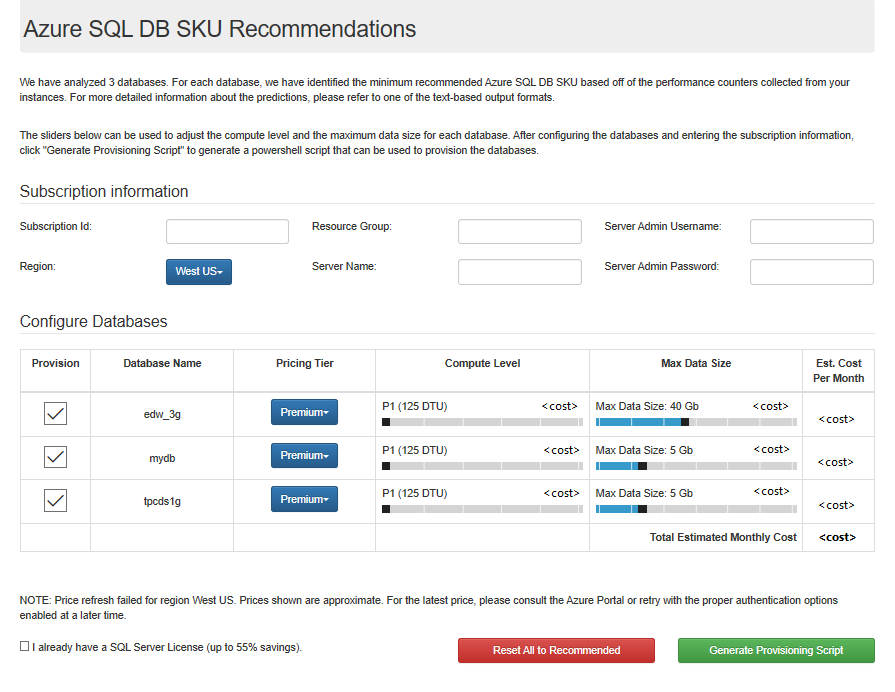 Azure SQL DB SKU Recommendations
We have analyzed 3 databases. For each database, we have identified the minimum recommended Azure SQL DB SKU based off of the performance counters collected from your
instances. For more detailed information about the predictions, please refer to one of the text-based output formats.
The sliders below can be used to adjust the compute level and the maximum data size for each database. After configuring the databases and entering the subscription information,
click "Generate Provisioning Script" to generate a powershell script that can be used to provision the databases.
Subscription information
Subscription Id:
Resource Group:
Server Admin Username:
Region:
West US
Server Name:
Server Admin Password:
Configure Databases
Provision Database Name Pricing Tier Compute Level Max Data Size Est. Cost
Per Month
edw_3g Premium P1 (125 DTU) <cost> Max Data Size: 40 Gb <cost> <cost>
mydb Premium P1 (125 DTU) <cost> Max Data Size: 5 Gb <cost> <cost>
tpcds1g Premium P1 (125 DTU) <cost> Max Data Size: 5 Gb <cost> <cost>
Total Estimated Monthly Cost <cost>
NOTE: Price refresh failed for region West US. Prices shown are approximate. For the latest price, please consult the Azure Portal or retry with the proper authentication options
enabled at a later time.
I already have a SQL Server License (up to 55% savings).
Reset All to Recommended
Generate Provisioning Script